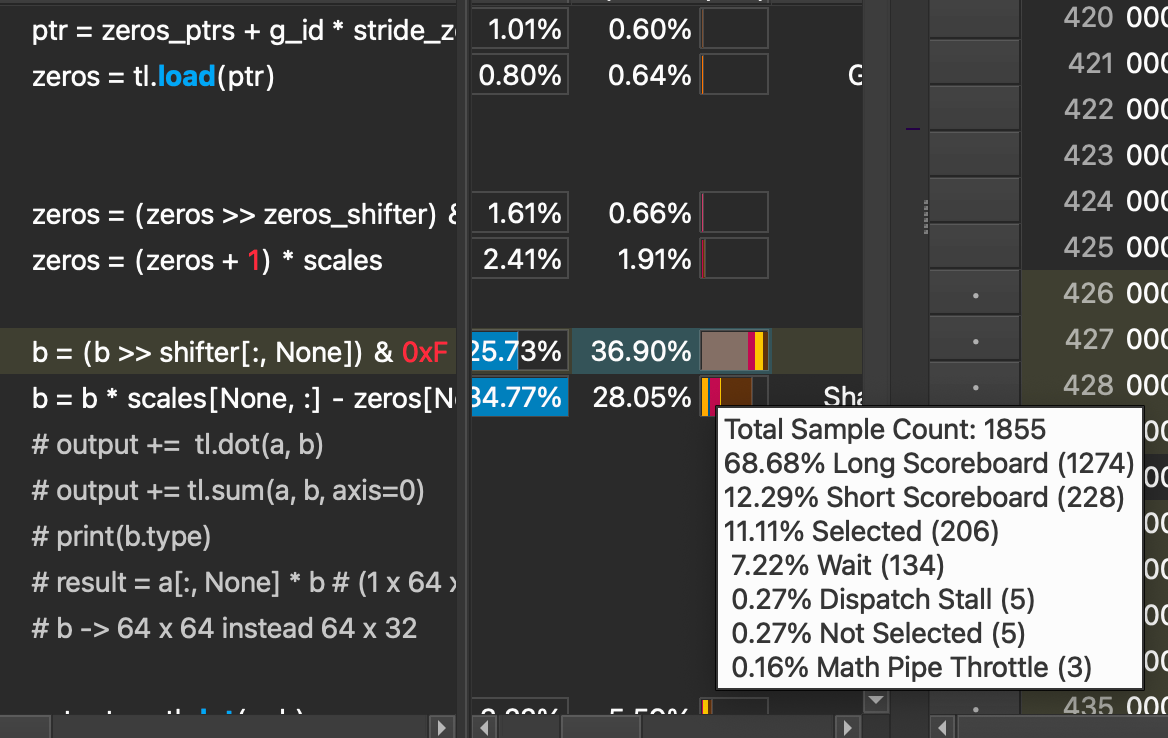 ptr = zeros_ptrs + g_id * stride_z 1.01% 0.60% 420 000
zeros = tl.load(ptr) 0.80% 0.64% G 421 000
422 000
423 000
zeros = (zeros >> zeros_shifter) & 1.61% 0.66% 424 000
zeros = (zeros + 1) * scales 2.41% 1.91% 425 000
426 000
b = (b >> shifter[:, None]) & 0xF 25.73% 36.90% 427 000
b = b * scales[None, :] - zeros[N 34.77% 28.05% Sha 428 000
# output += tl.dot(a, b)
# output += tl.sum(a, b, axis=0)
# print(b.type)
# result = a[:, None] * b # (1 x 64 x
# b -> 64 x 64 instead 64 x 32
Total Sample Count: 1855
68.68% Long Scoreboard (1274)
12.29% Short Scoreboard (228)
11.11% Selected (206)
7.22% Wait (134)
0.27% Dispatch Stall (5)
0.27% Not Selected (5)
0.16% Math Pipe Throttle (3)
435 000